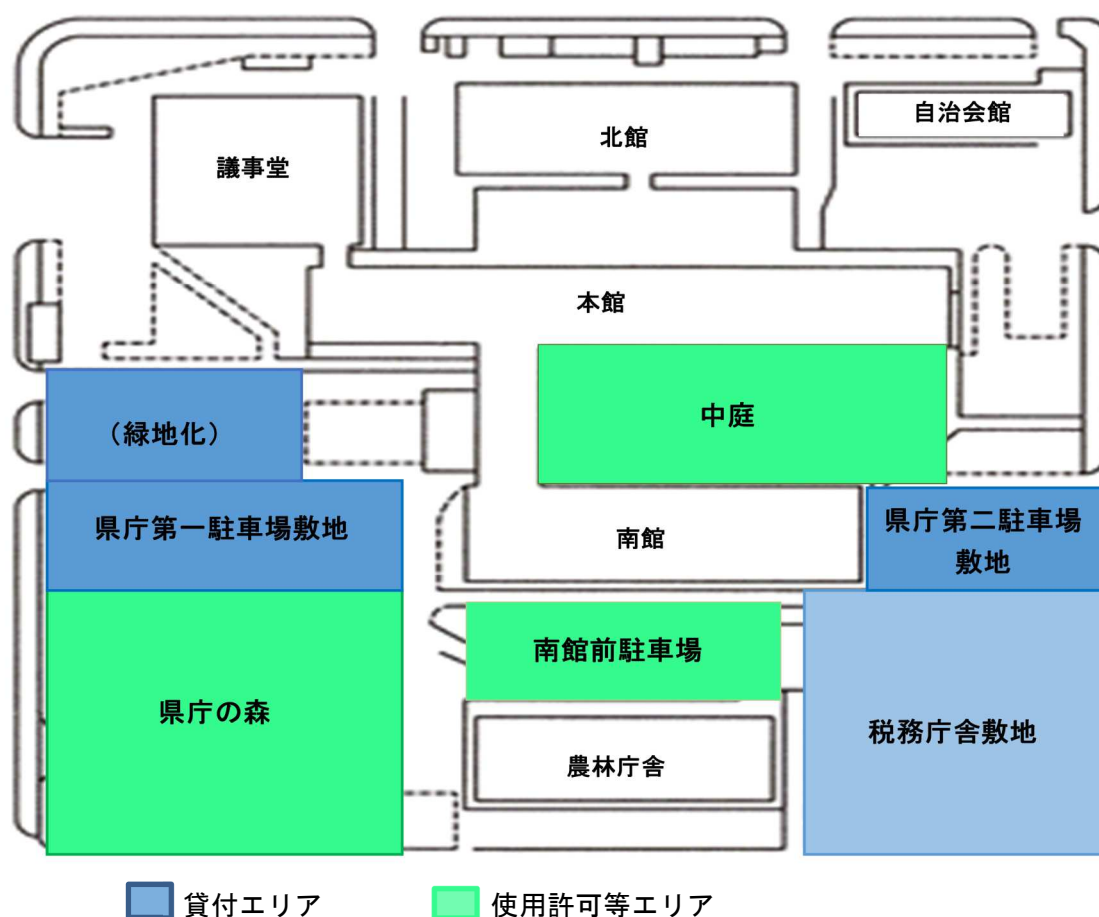 自治会館
北館
議事堂
本館
中庭
（緑地化）
県庁第一駐車場敷地
県庁第二駐車場
敷地
南館
南館前駐車場
県庁の森
税務庁舎敷地
農林庁舎
貸付エリア
使用許可等エリア